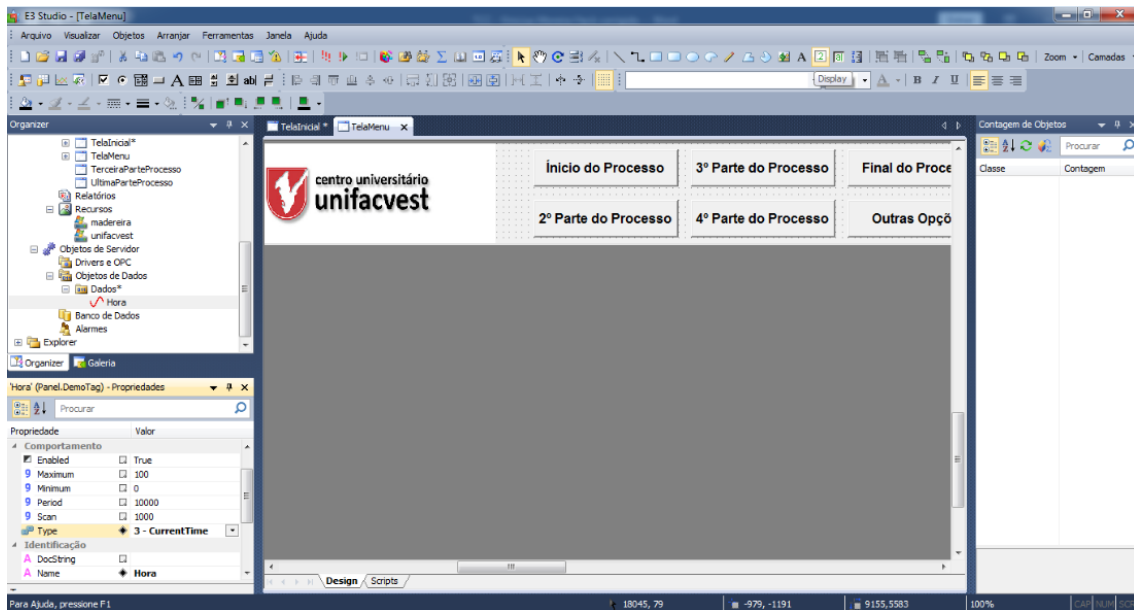 E3 Studio - [TelaMenu]
Arquivo Visualizar Objetos Arranjar Ferramentas Janela Ajuda
Zoom Camadas
Display
Organizer
TelaInicial*
TelaMenu
TerceiraParteProcesso
UltimaParteProcesso
Relatórios
Recursos
madereira
unifacvest
Objetos de Servidor
Drivers e OPC
Objetos de Dados
Dados*
Hora
Banco de Dados
Alarmes
Explorer
Organizer Galeria
'Hora' (Panel.DemoTag) - Propriedades
Procurar
Propriedade Valor
Comportamento
Enabled True
Maximum 100
Minimum 0
Period 10000
Scan 1000
Type 3 - CurrentTime
Identificação
DocString
Name Hora
TelaInicial * TelaMenu
centro universitário
unifacvest
Ínicio do Processo 3º Parte do Processo Final do Proce
2º Parte do Processo 4º Parte do Processo Outras Opçõ
Design Scripts
Contagem de Objetos
Procurar
Classe Contagem
Para Ajuda, pressione F1 18045, 79 -979, -1191 9155,5583 100% CAP NUM SCR